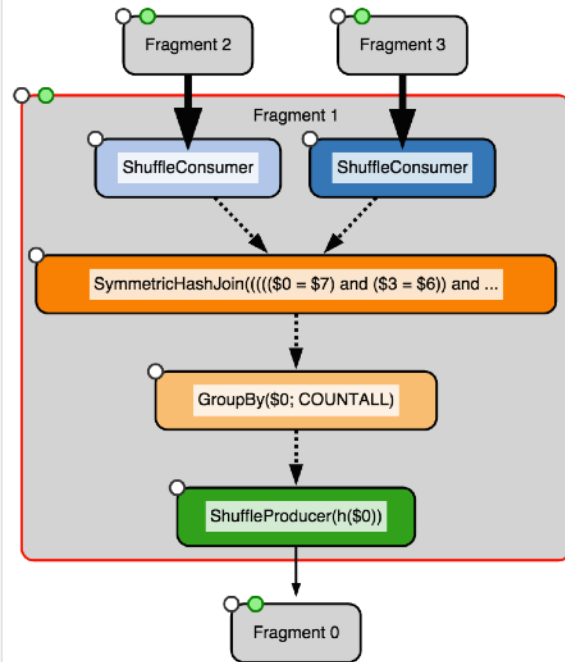 Fragment 2
Fragment 3
Fragment 1
ShuffleConsumer
ShuffleConsumer
SymmetricHashJoin((((($0 = $7) and ($3 = $6)) and ...
GroupBy($0; COUNTALL)
ShuffleProducer(h($0))
Fragment 0